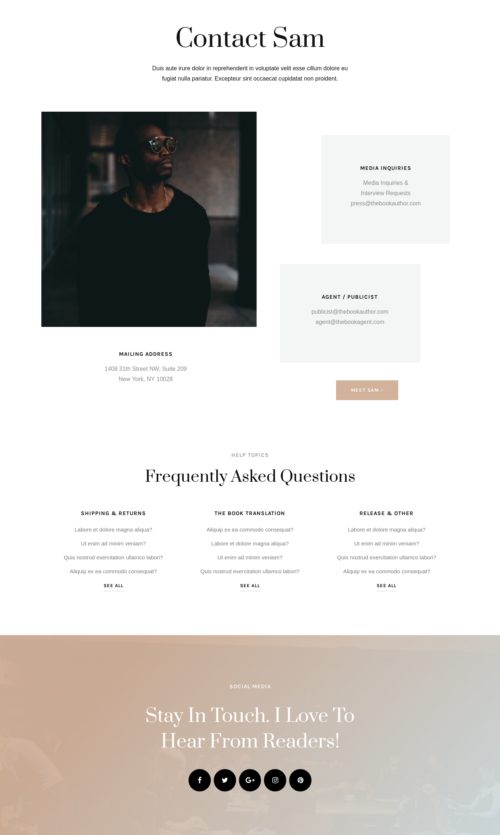 Contact Sam
Duis aute irure dolor in reprehenderit in voluptate velit esse cillum dolore eu
fugiat nulla pariatur. Excepteur sint occaecat cupidatat non proident.
MEDIA INQUIRIES
Media Inquiries &
Interview Requests
press@thebookauthor.com
AGENT / PUBLICIST
publicist@thebookauthor.com
agent@thebookagent.com
MAILING ADDRESS
1408 31th Street NW, Suite 209
New York, NY 10028
MEET SAM
HELP TOPICS
Frequently Asked Questions
SHIPPING & RETURNS
Labore et dolore magna aliqua?
Ut enim ad minim veniam?
Quis nostrud exercitation ullamco labori?
Aliquip ex ea commodo consequat?
SEE ALL
THE BOOK TRANSLATION
Aliquip ex ea commodo consequat?
Labore et dolore magna aliqua?
Ut enim ad minim veniam?
Quis nostrud exercitation ullamco labori?
SEE ALL
RELEASE & OTHER
Labore et dolore magna aliqua?
Ut enim ad minim veniam?
Quis nostrud exercitation ullamco labori?
Aliquip ex ea commodo consequat?
SEE ALL
SOCIAL MEDIA
Stay In Touch. I Love To
Hear From Readers!